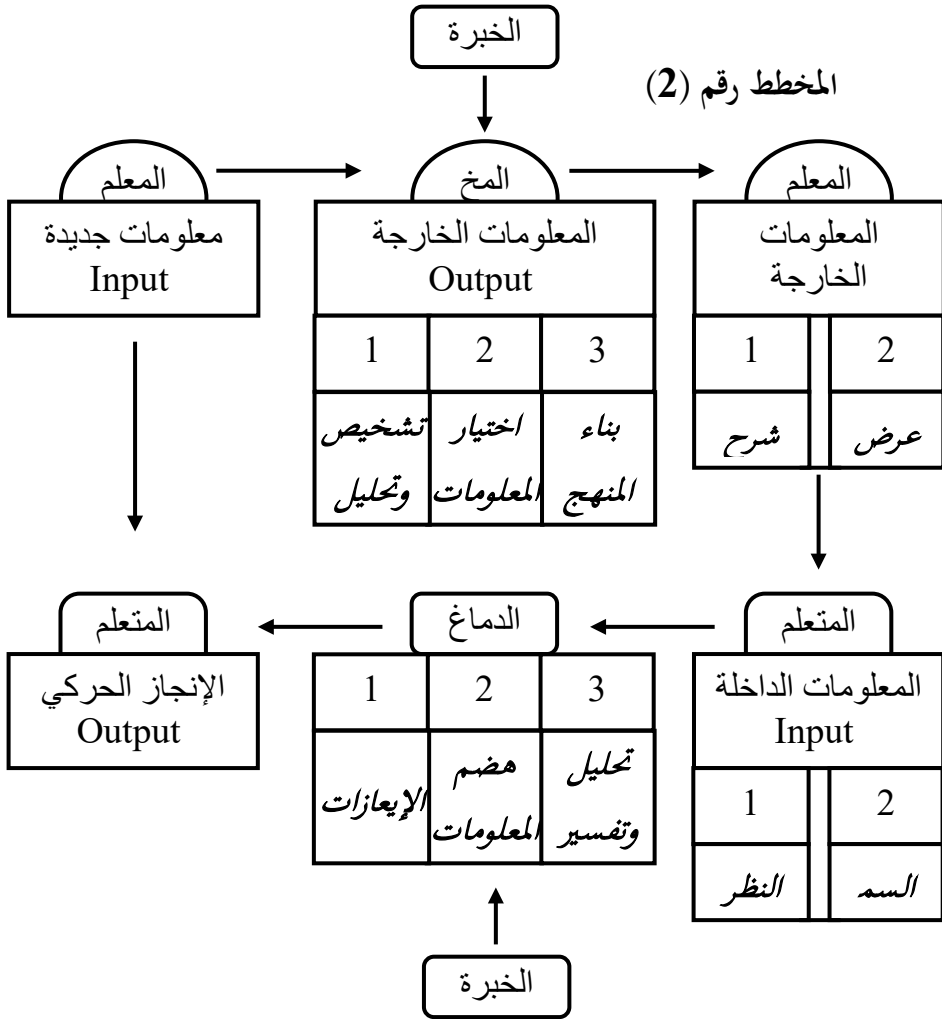 الخبرة
المخطط رقم (2)
المعلم
معلومات جديدة
Input
المخ
المعلومات الخارجة
Output
1 2 3
تشخيص وتحليل
اختيار المعلومات
بناء المنهج
المعلم
المعلومات
الخارجة
1 2
شرح عرض
المتعلم
الإنجاز الحركي
Output
الدماغ
1 2 3
الإيعازات
هضم المعلومات
تحليل وتفسير
المتعلم
المعلومات الداخلة
Input
1 2
النظر السمـ
الخبرة